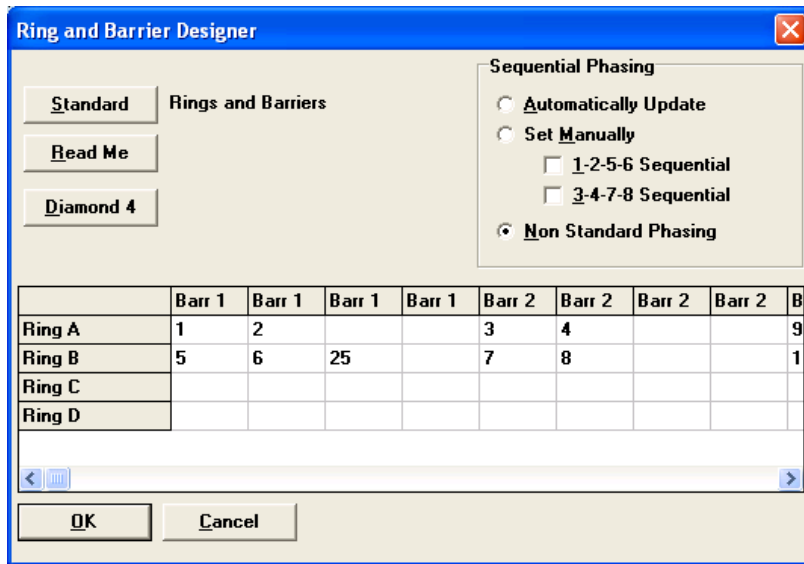 Ring and Barrier Designer
Standard
Rings and Barriers
Read Me
Diamond 4
Sequential Phasing
Automatically Update
Set Manually
1-2-5-6 Sequential
3-4-7-8 Sequential
Non Standard Phasing
Barr 1 Barr 1 Barr 1 Barr 1 Barr 2 Barr 2 Barr 2 Barr 2 B
Ring A 1 2 3 4 9
Ring B 5 6 25 7 8 1
Ring C
Ring D
OK Cancel